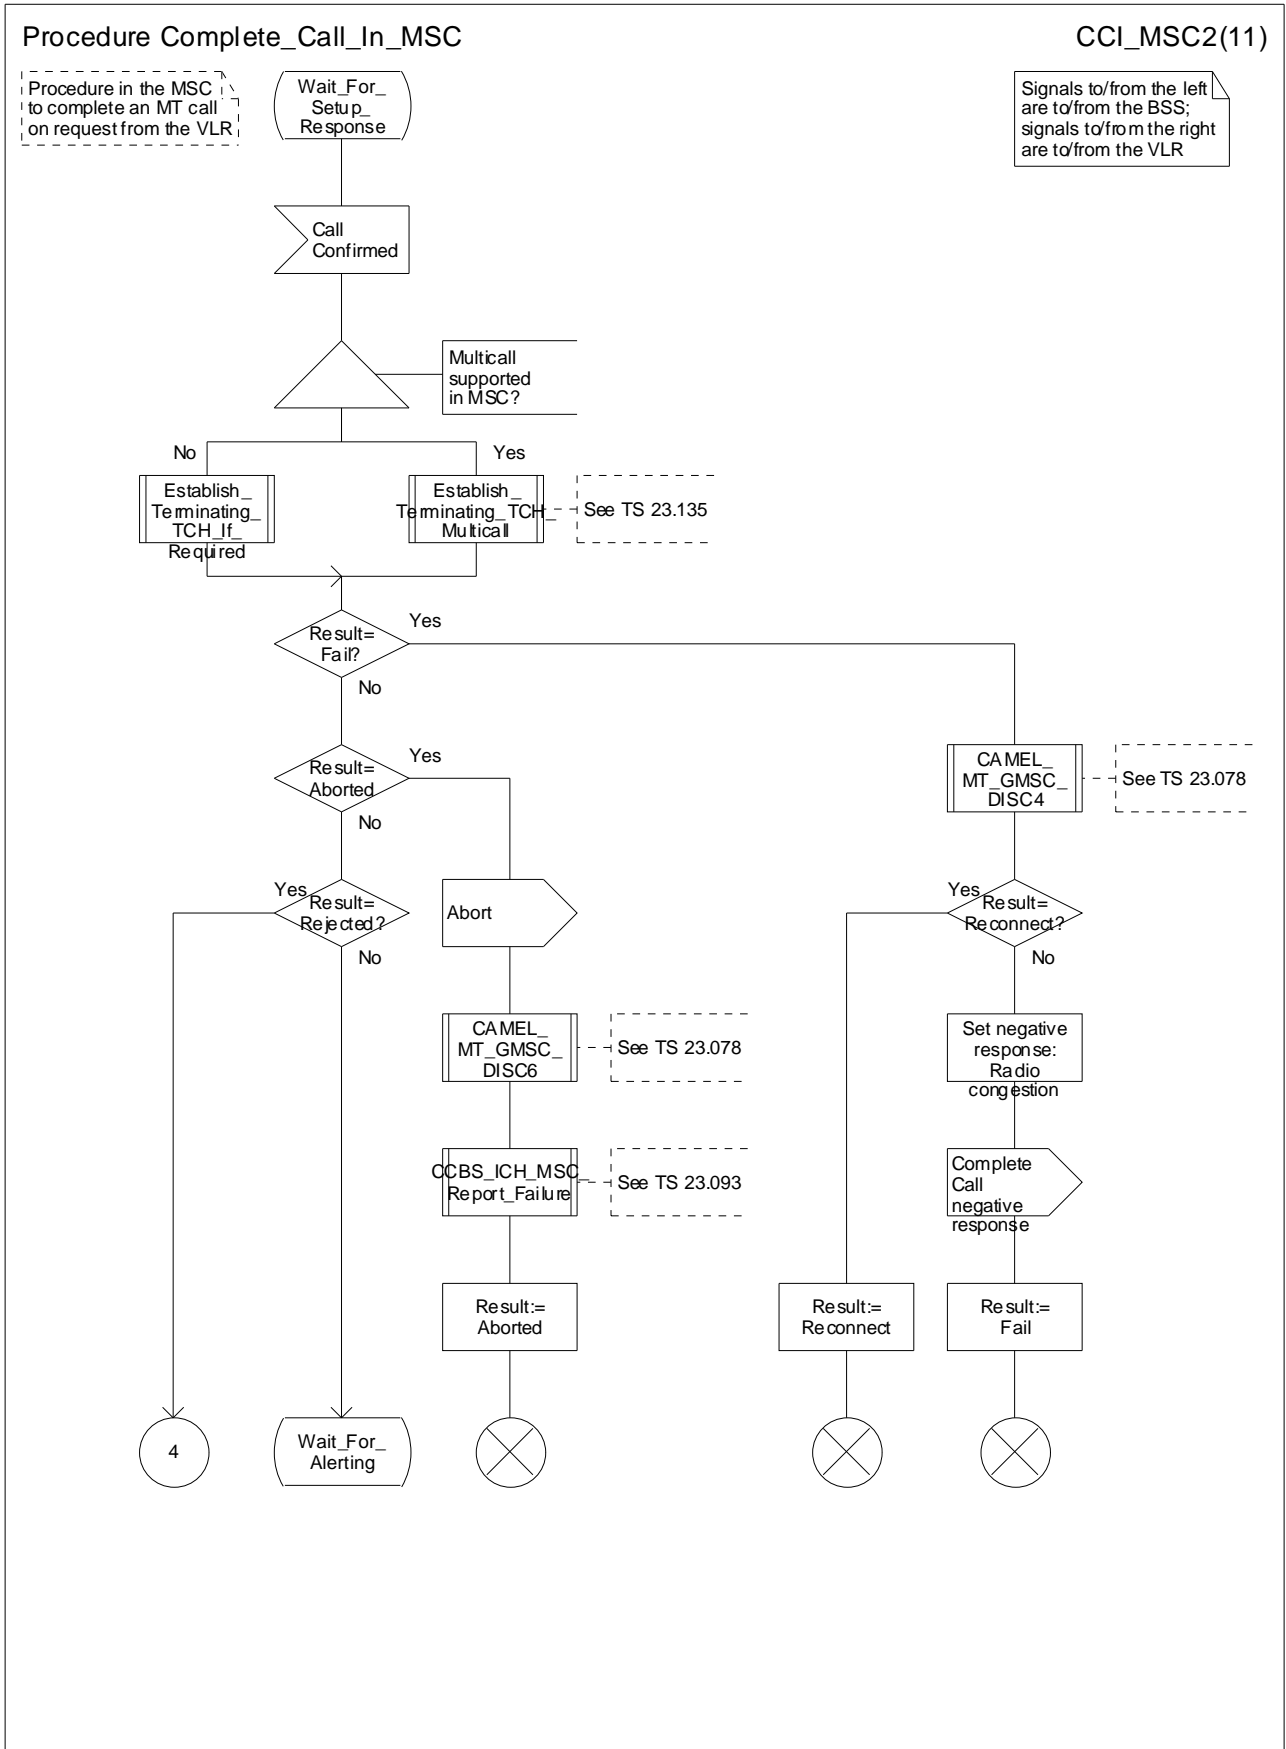 Procedure Complete_Call_In_MSC
CCI_MSC2(11)
Procedure in the MSC
to complete an MT call
on request from the VLR
Wait_For_
Setup_
Response
Signals to/from the left
are to/from the BSS;
signals to/from the right
are to/from the VLR
Call
Confirmed
Multicall
supported
in MSC?
No
Yes
Establish_
Terminating_
TCH_If_
Required
Establish_
Terminating_TCH_
Multicall
See TS 23.135
Result=
Fail?
Yes
No
Result=
Aborted
Yes
No
CAMEL_
MT_GMSC_
DISC4
See TS 23.078
Yes
Result=
Rejected?
No
Abort
Yes
Result=
Reconnect?
No
CAMEL_
MT_GMSC_
DISC6
See TS 23.078
Set negative
response:
Radio
congestion
CCBS_ICH_MSC_
Report_Failure
See TS 23.093
Complete
Call
negative
response
Result:=
Aborted
Result:=
Reconnect
Result:=
Fail
4
Wait_For_
Alerting